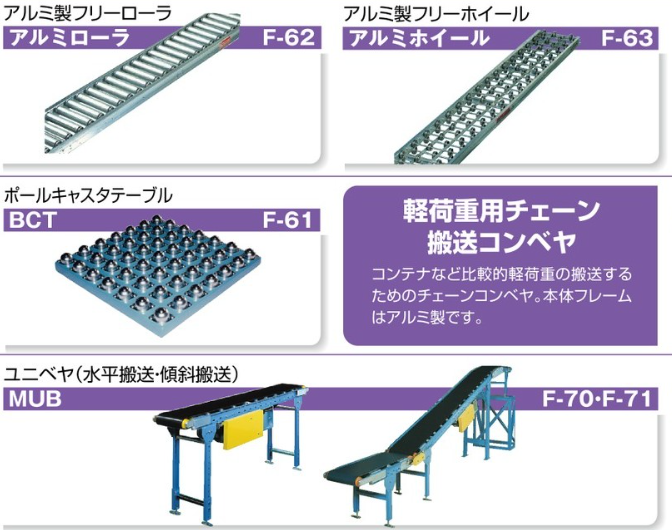 アルミ製フリーローラ
アルミローラ F-62
アルミ製フリーホイール
アルミホイール F-63
ボールキャスタテーブル
BCT F-61
軽荷重用チェーン
搬送コンベヤ
コンテナなど比較的軽荷重の搬送する
ためのチェーンコンベヤ。本体フレーム
はアルミ製です。
ユニベヤ（水平搬送・傾斜搬送）
MUB F-70・F-71